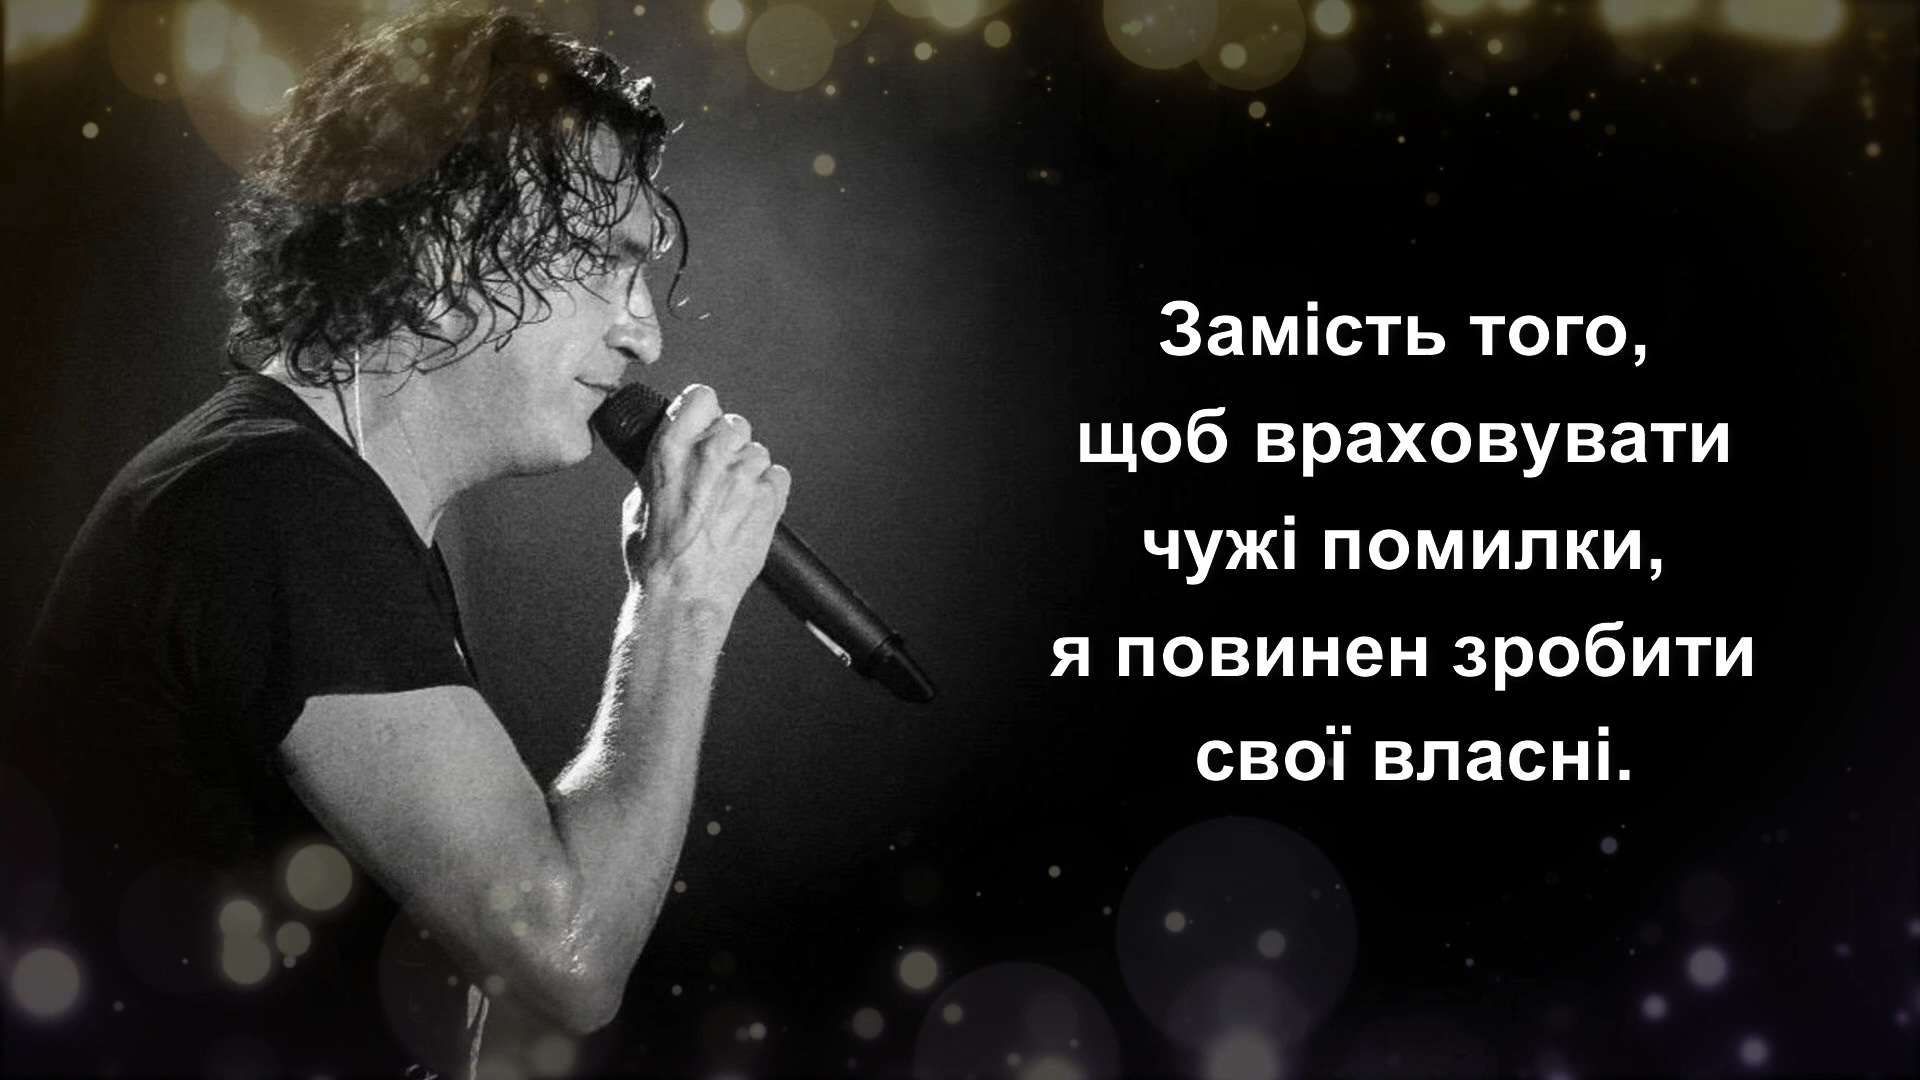 Замість того,
щоб враховувати
чужі помилки,
я повинен зробити
свої власні.